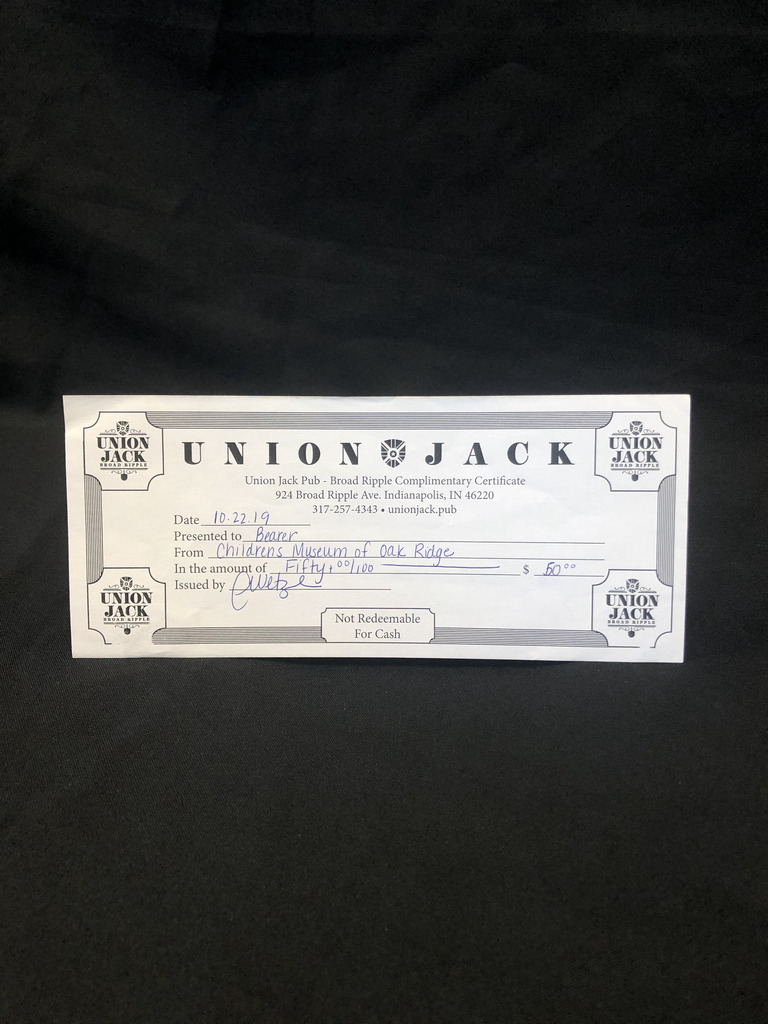 UNION JACK
BROAD RIPPLE
UNION JACK
UNION JACK
BROAD RIPPLE
Union Jack Pub - Broad Ripple Complimentary Certificate
924 Broad Ripple Ave. Indianapolis, IN 46220
317-257-4343 • unionjack.pub
Date 10.22.19
Presented to Bearer
From Childrens Museum of Oak Ridge
In the amount of Fifty + 00/100 $ 50 00
Issued by
UNION JACK
BROAD RIPPLE
Not Redeemable
For Cash
UNION JACK
BROAD RIPPLE